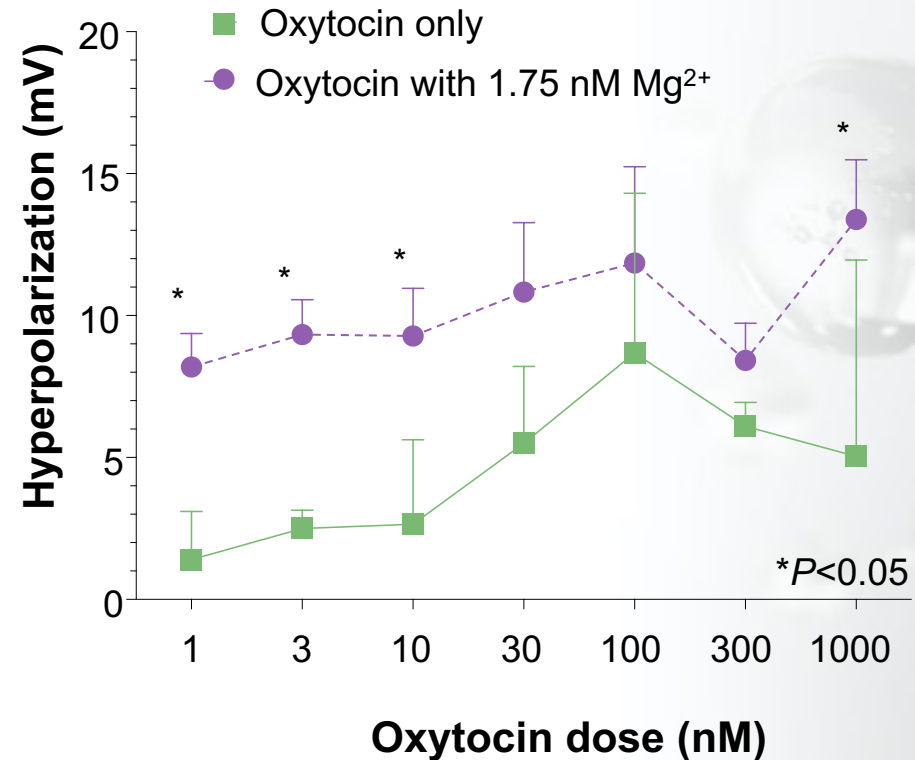 Oxytocin only
Oxytocin with 1.75 nM Mg²⁺
Hyperpolarization (mV)
20
15
10
5
0
*
*
*
*
*P<0.05
1 3 10 30 100 300 1000
Oxytocin dose (nM)